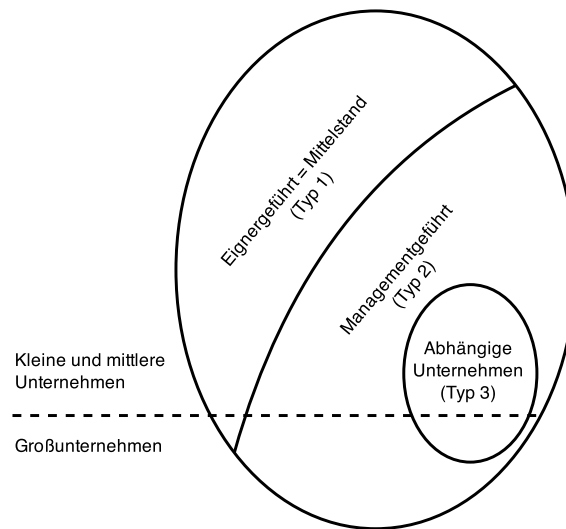 Eignergeführt = Mittelstand
(Typ 1)
Managementgeführt
(Typ 2)
Abhängige
Unternehmen
(Typ 3)
Kleine und mittlere
Unternehmen
Großunternehmen